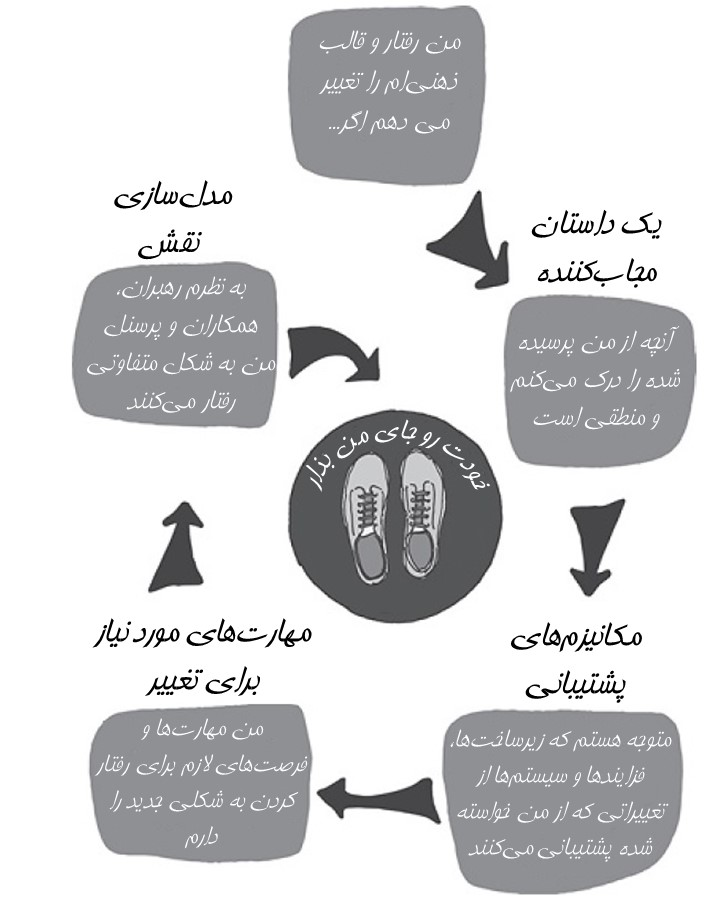 من رفتار و قالب
ذهنی‌ام را تغییر
می دهم اگر...
یک داستان
مجاب‌کننده
آنچه از من پرسیده
شده را درک می‌کنم
و منطقی است
مکانیزم‌های
پشتیبانی
متوجه هستم که زیرساخت‌ها،
فرایندها و سیستم‌ها از
تغییراتی که از من خواسته
شده پشتیبانی می‌کنند
مهارت‌های مورد نیاز
برای تغییر
من مهارت‌ها و
فرصت‌های لازم برای رفتار
کردن به شکلی جدید را
دارم
مدل‌سازی
نقش
به نظرم رهبران،
همکاران و پرسنل
من به شکل متفاوتی
رفتار می‌کنند
خودت رو جای من بذار